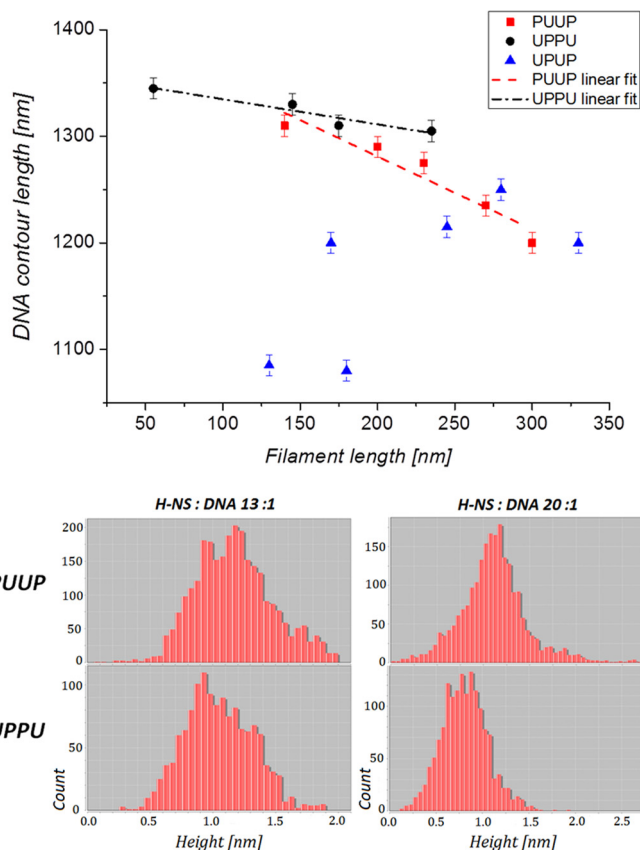 1400
1300
1200
1100
DNA contour length [nm]
PUUP
UPPU
UPUP
PUUP linear fit
UPPU linear fit
50 100 150 200 250 300 350
Filament length [nm]
H-NS : DNA 13 :1
H-NS : DNA 20 :1
PUUP
200
150
100
50
0
150
100
50
0
UPPU
100
50
0
100
50
0
Count
Count
0.0 0.5 1.0 1.5 2.0
0.0 0.5 1.0 1.5 2.0 2.5
Height [nm]
Height [nm]